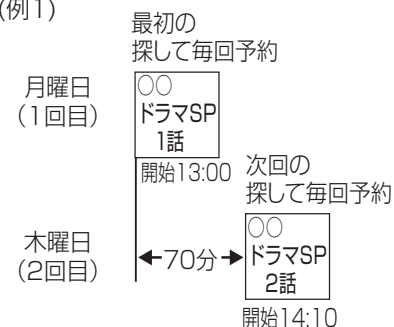 (例1)
最初の
探して毎回予約
月曜日
(1回目)
○○
ドラマSP
1話
開始13:00
次回の
探して毎回予約
木曜日
(2回目)
70分
○○
ドラマSP
2話
開始14:10